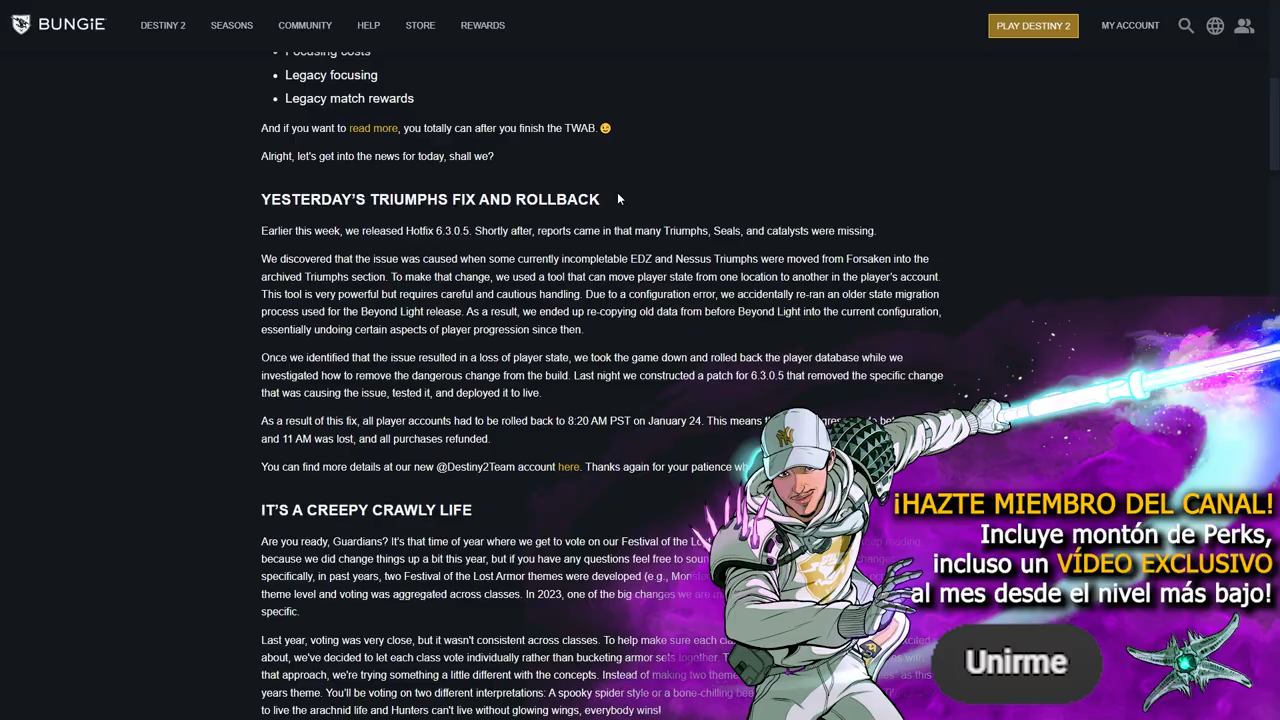 BUNGiE
DESTINY 2
SEASONS
COMMUNITY
HELP
STORE
REWARDS
PLAY DESTINY 2
MY ACCOUNT
Focusing costs
Legacy focusing
Legacy match rewards
And if you want to read more, you totally can after you finish the TWAB. 😉
Alright, let's get into the news for today, shall we?
YESTERDAY'S TRIUMPHS FIX AND ROLLBACK
Earlier this week, we released Hotfix 6.3.0.5. Shortly after, reports came in that many Triumphs, Seals, and catalysts were missing.
We discovered that the issue was caused when some currently incompletable EDZ and Nessus Triumphs were moved from Forsaken into the
archived Triumphs section. To make that change, we used a tool that can move player state from one location to another in the player's account.
This tool is very powerful but requires careful and cautious handling. Due to a configuration error, we accidentally re-ran an older state migration
process used for the Beyond Light release. As a result, we ended up re-copying old data from before Beyond Light into the current configuration,
essentially undoing certain aspects of player progression since then.
Once we identified that the issue resulted in a loss of player state, we took the game down and rolled back the player database while we
investigated how to remove the dangerous change from the build. Last night we constructed a patch for 6.3.0.5 that removed the specific change
that was causing the issue, tested it, and deployed it to live.
As a result of this fix, all player accounts had to be rolled back to 8:20 AM PST on January 24. This means
and 11 AM was lost, and all purchases refunded.
You can find more details at our new @Destiny2Team account here. Thanks again for your patience
IT'S A CREEPY CRAWLY LIFE
Are you ready, Guardians? It's that time of year where we get to vote on our Festival of the
because we did change things up a bit this year, but if you have any questions feel free to
specifically, in past years, two Festival of the Lost Armor themes were developed (e.g.,
theme level and voting was aggregated across classes. In 2023, one of the big changes we are
specific.
Last year, voting was very close, but it wasn't consistent across classes. To help make sure each
about, we've decided to let each class vote individually rather than bucketing armor sets together.
that approach, we're trying something a little different with the concepts. Instead of making two
years theme. You'll be voting on two different interpretations: A spooky spider style or a bone-chilling
to live the arachnid life and Hunters can't live without glowing wings, everybody wins!
¡HAZTE MIEMBRO DEL CANAL!
Incluye montón de Perks,
incluso un VÍDEO EXCLUSIVO
al mes desde el nivel más bajo!
Unirme